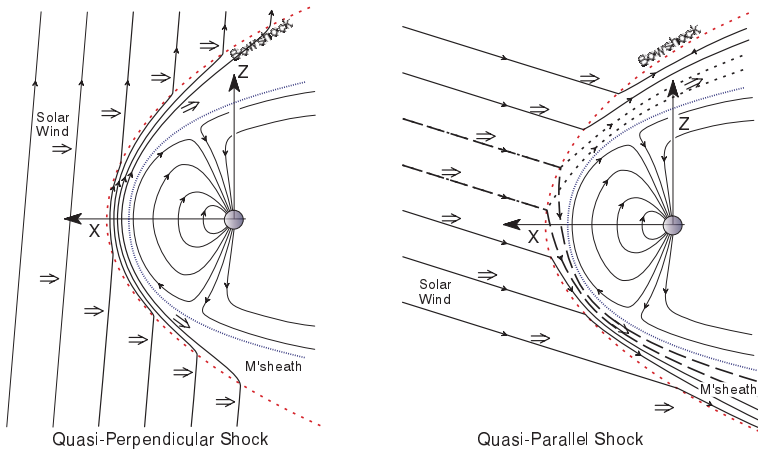 Bowshock
Z
Solar
Wind
X
M'sheath
Quasi-Perpendicular Shock
Bowshock
Z
X
Solar
Wind
M'sheath
Quasi-Parallel Shock